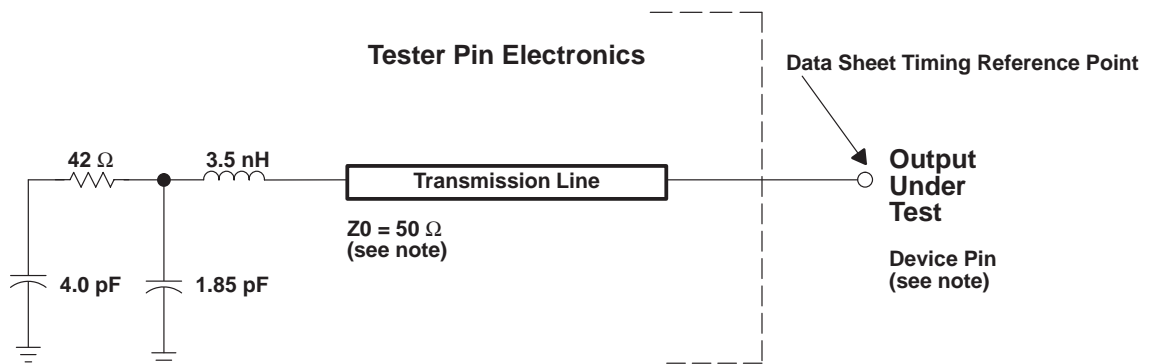 Tester Pin Electronics
Data Sheet Timing Reference Point
42 Ω
3.5 nH
Transmission Line
Output
Under
Test
Z0 = 50 Ω
(see note)
Device Pin
(see note)
4.0 pF
1.85 pF